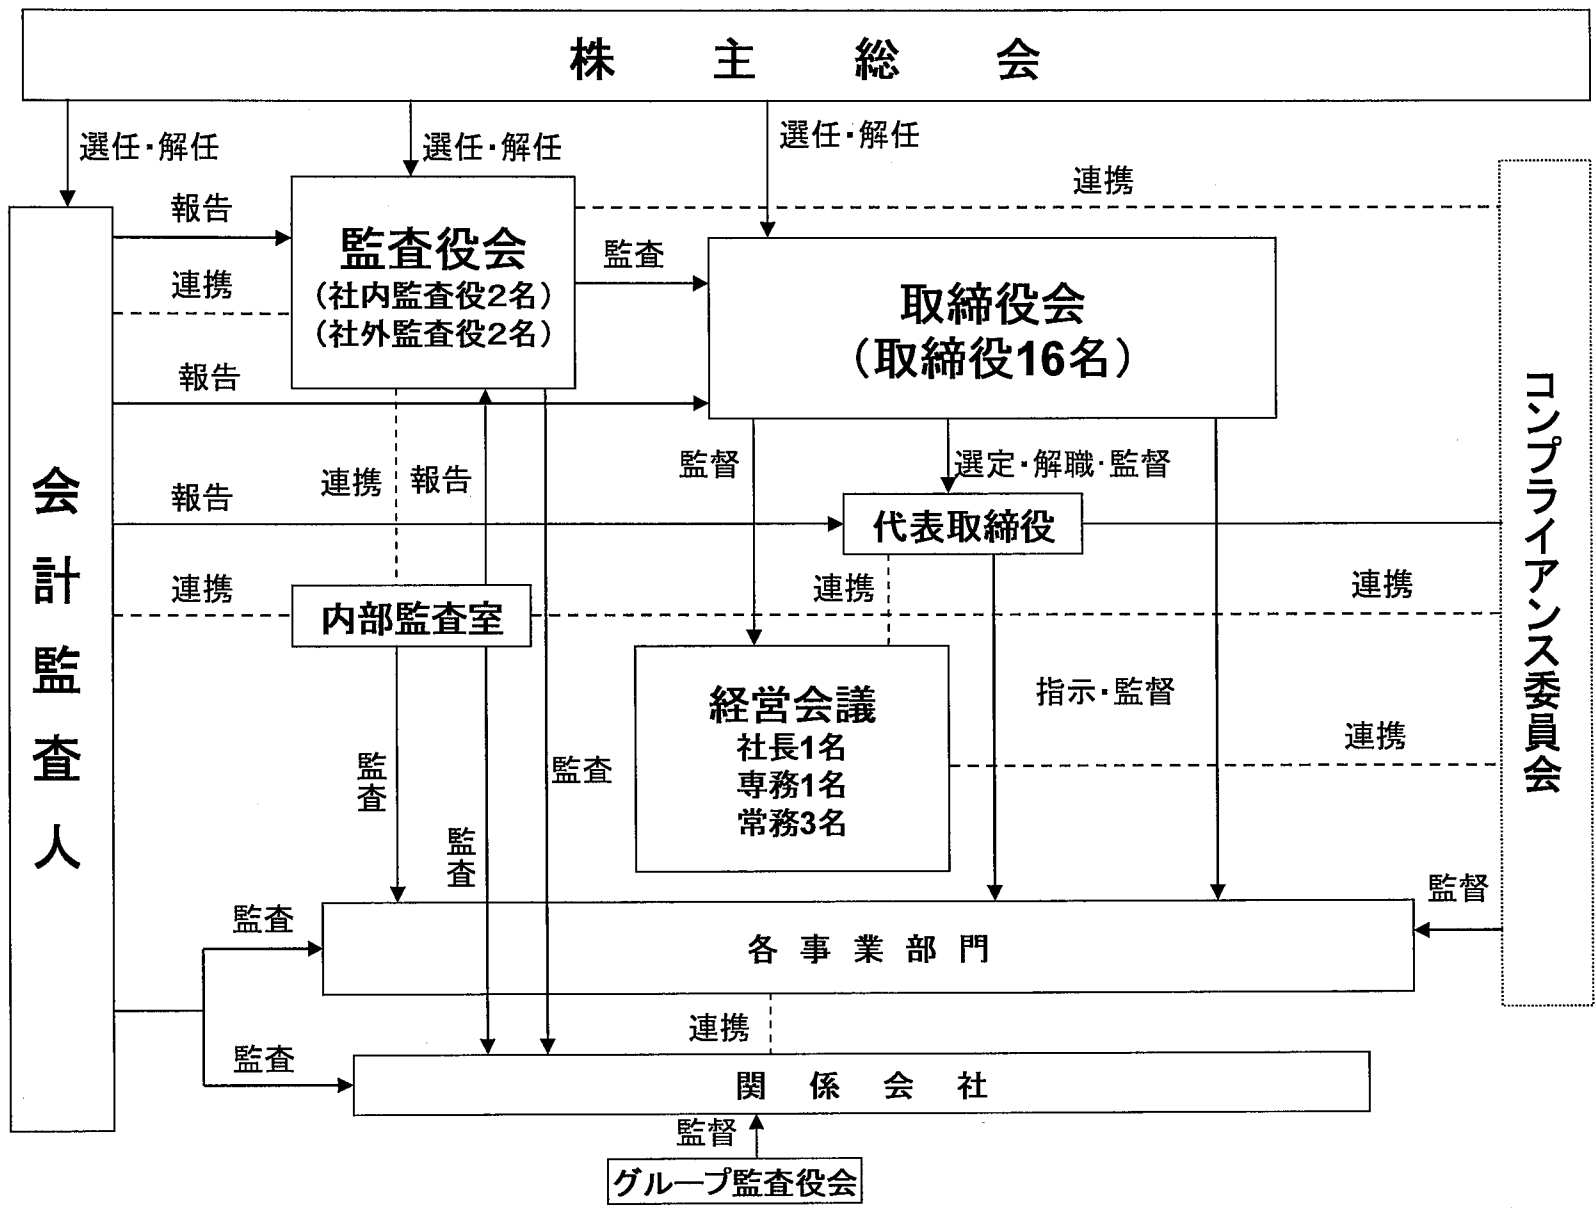 株主総会
選任・解任
選任・解任
選任・解任
連携
報告
監査役会
(社内監査役2名)
(社外監査役2名)
監査
連携
取締役会
(取締役16名)
報告
コンプライアンス委員会
会計監査人
監督
選定・解職・監督
連携
報告
報告
代表取締役
連携
内部監査室
連携
連携
経営会議
社長1名
専務1名
常務3名
指示・監督
連携
監査
監査
監査
監督
監査
各事業部門
連携
監査
関係会社
監督
グループ監査役会